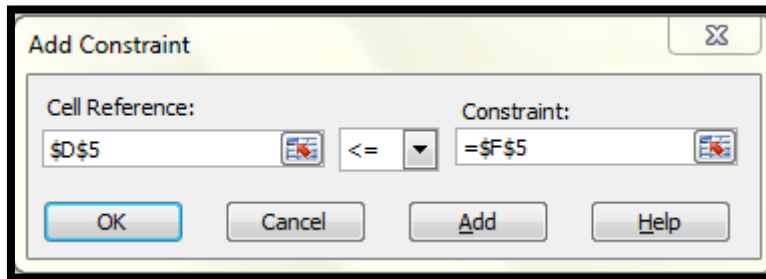 Add Constraint
Cell Reference: Constraint:
$D$5 <= =$F$5
OK Cancel Add Help